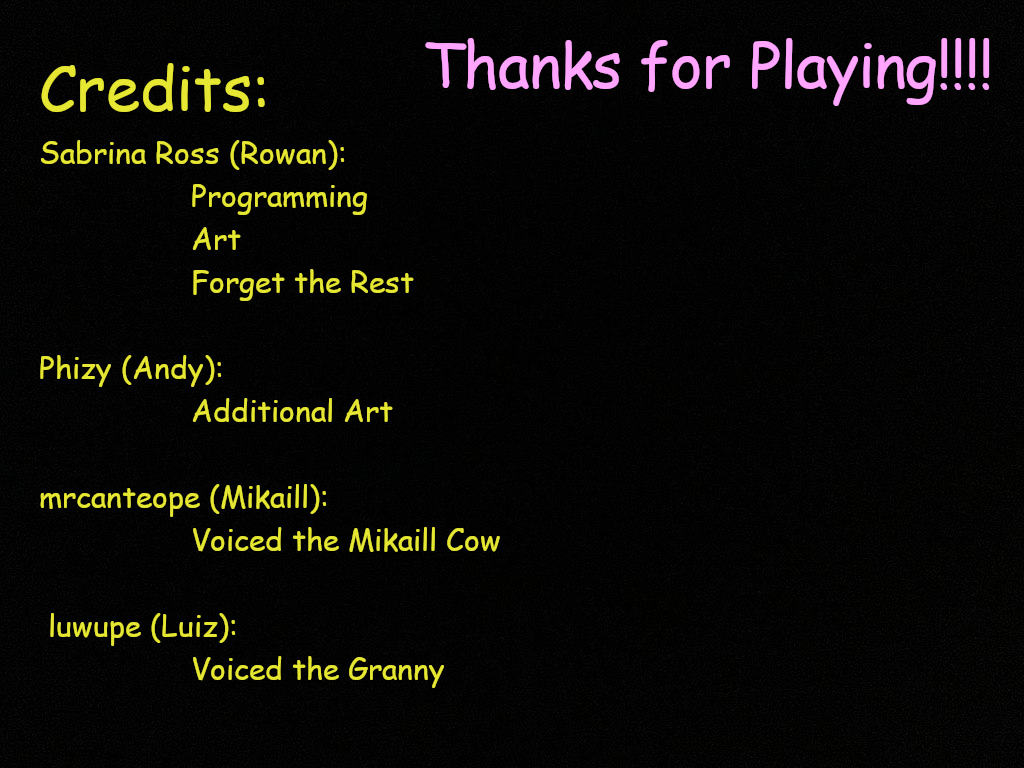 Thanks for Playing!!!!
Credits:
Sabrina Ross (Rowan):
Programming
Art
Forget the Rest
Phizy (Andy):
Additional Art
mrcanteope (Mikaill):
Voiced the Mikaill Cow
luwupe (Luiz):
Voiced the Granny